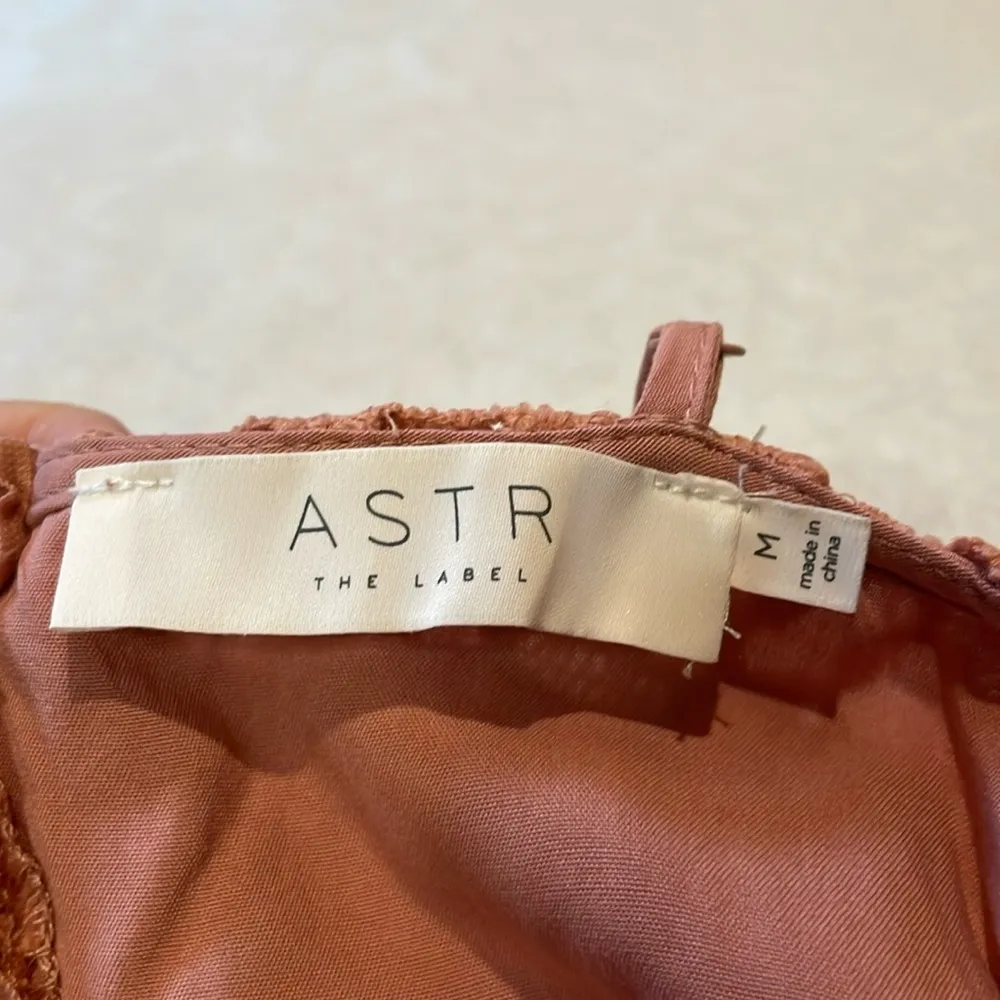 ASTR
THE LABEL
M
made in
china